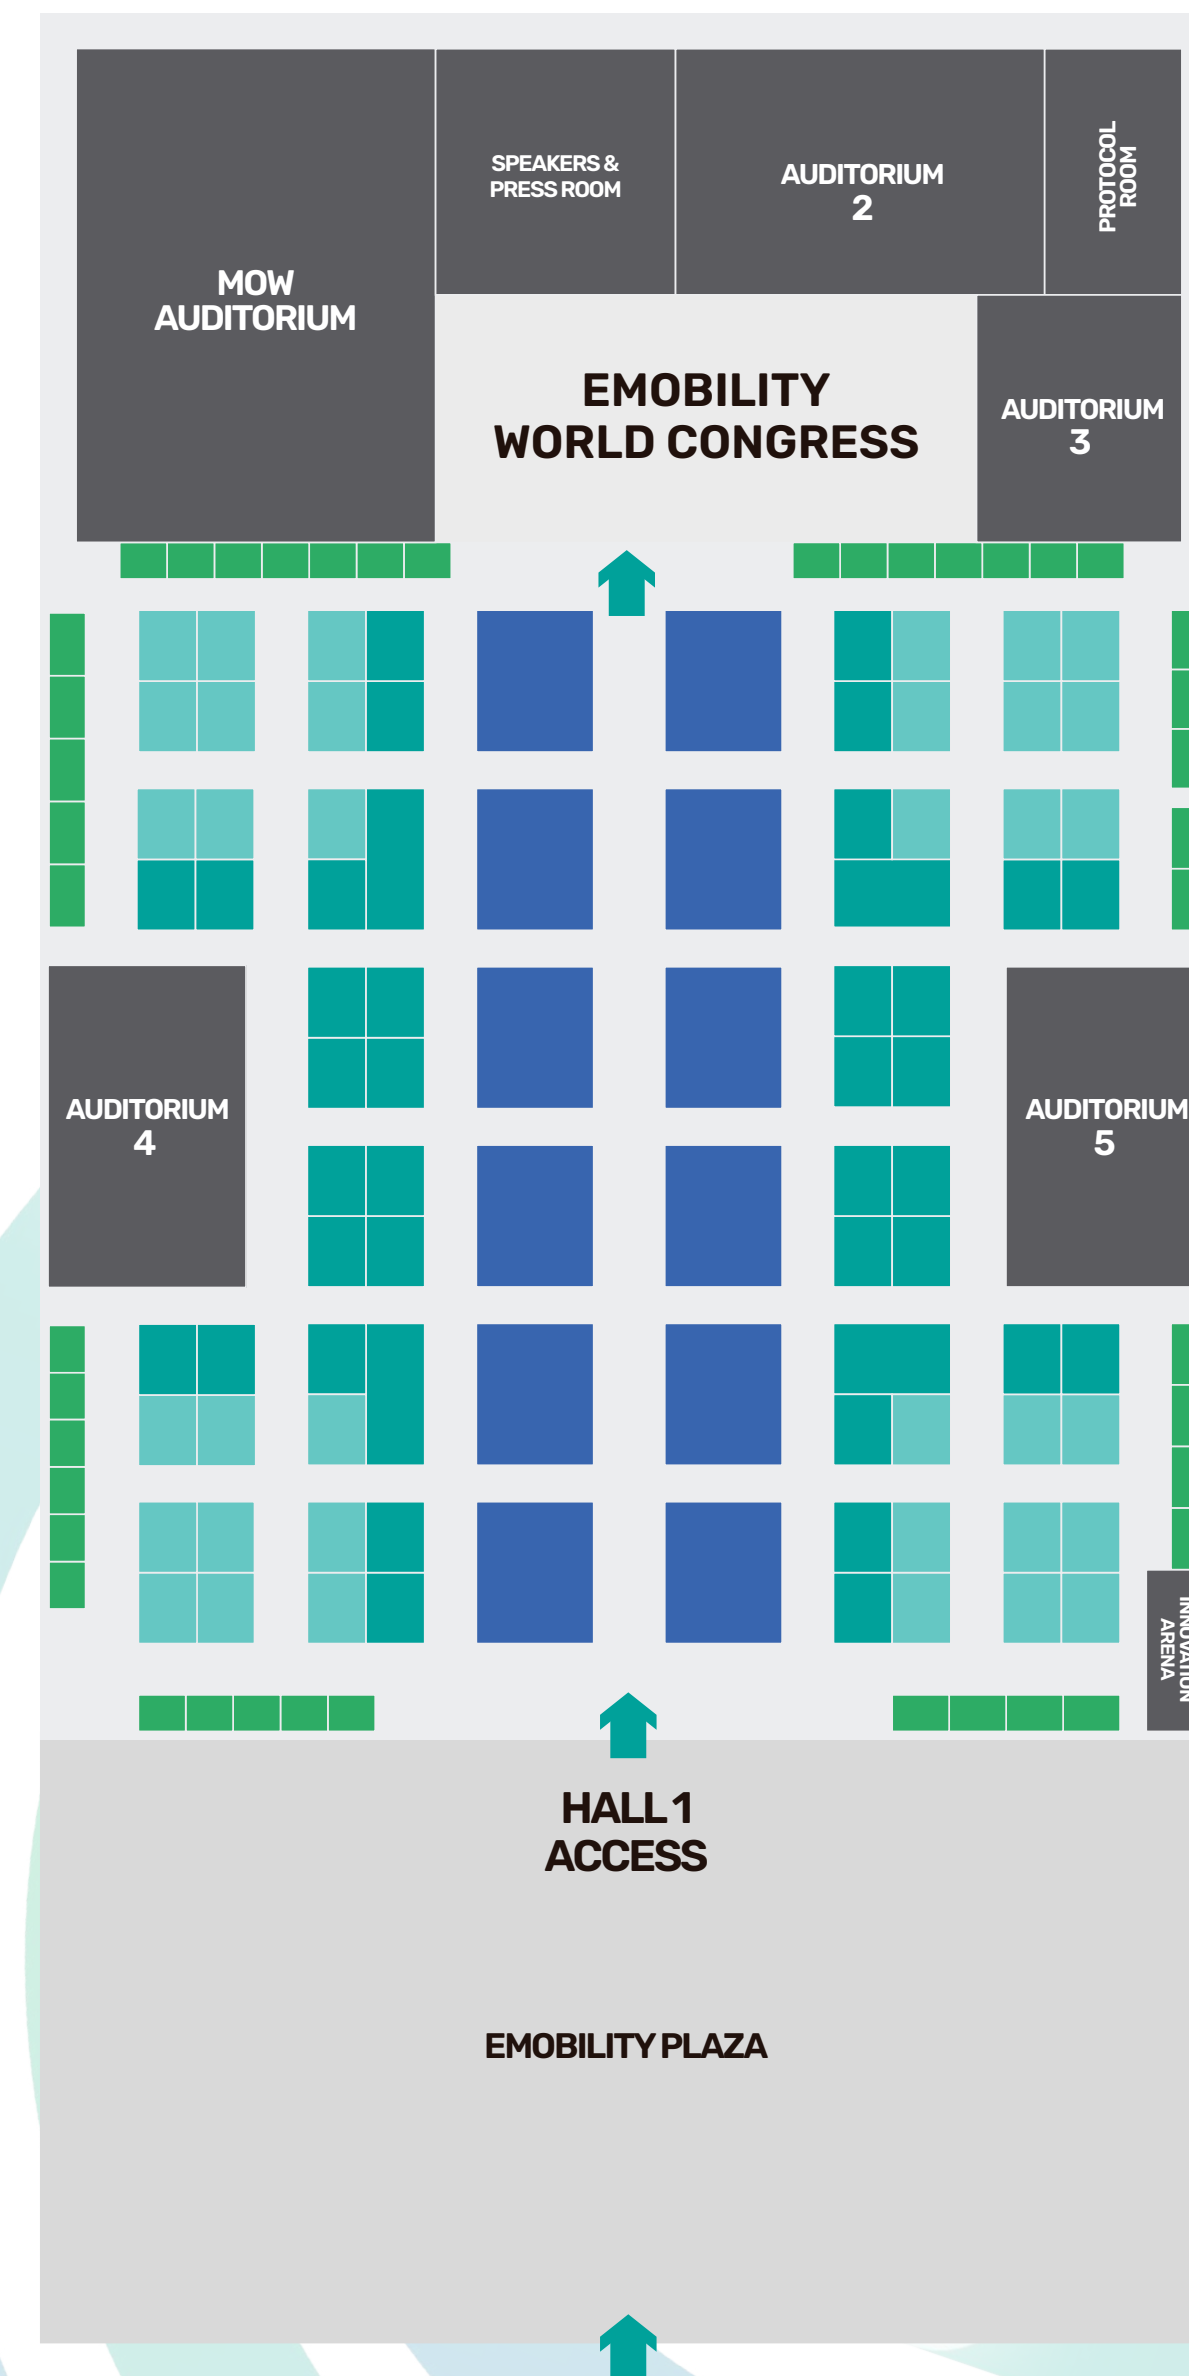 SPEAKERS &
PRESS ROOM
AUDITORIUM
2
PROTOCOL
ROOM
MOW
AUDITORIUM
EMOBILITY
WORLD CONGRESS
AUDITORIUM
3
AUDITORIUM
4
AUDITORIUM
5
INNOVATION
ARENA
HALL 1
ACCESS
EMOBILITY PLAZA